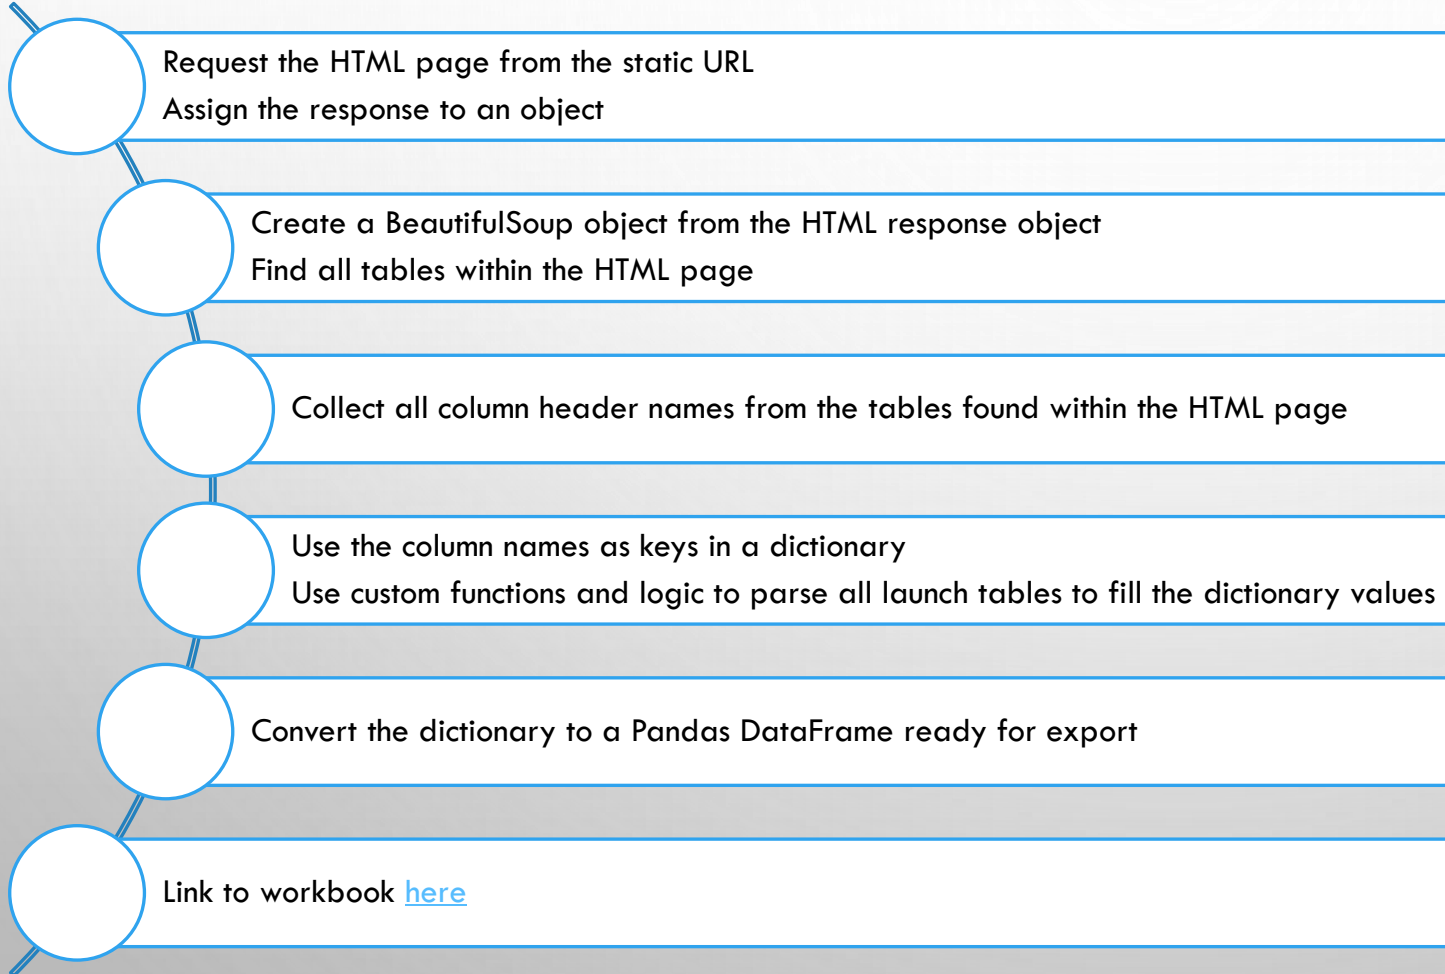 Request the HTML page from the static URL
Assign the response to an object
Create a BeautifulSoup object from the HTML response object
Find all tables within the HTML page
Collect all column header names from the tables found within the HTML page
Use the column names as keys in a dictionary
Use custom functions and logic to parse all launch tables to fill the dictionary values
Convert the dictionary to a Pandas DataFrame ready for export
Link to workbook here